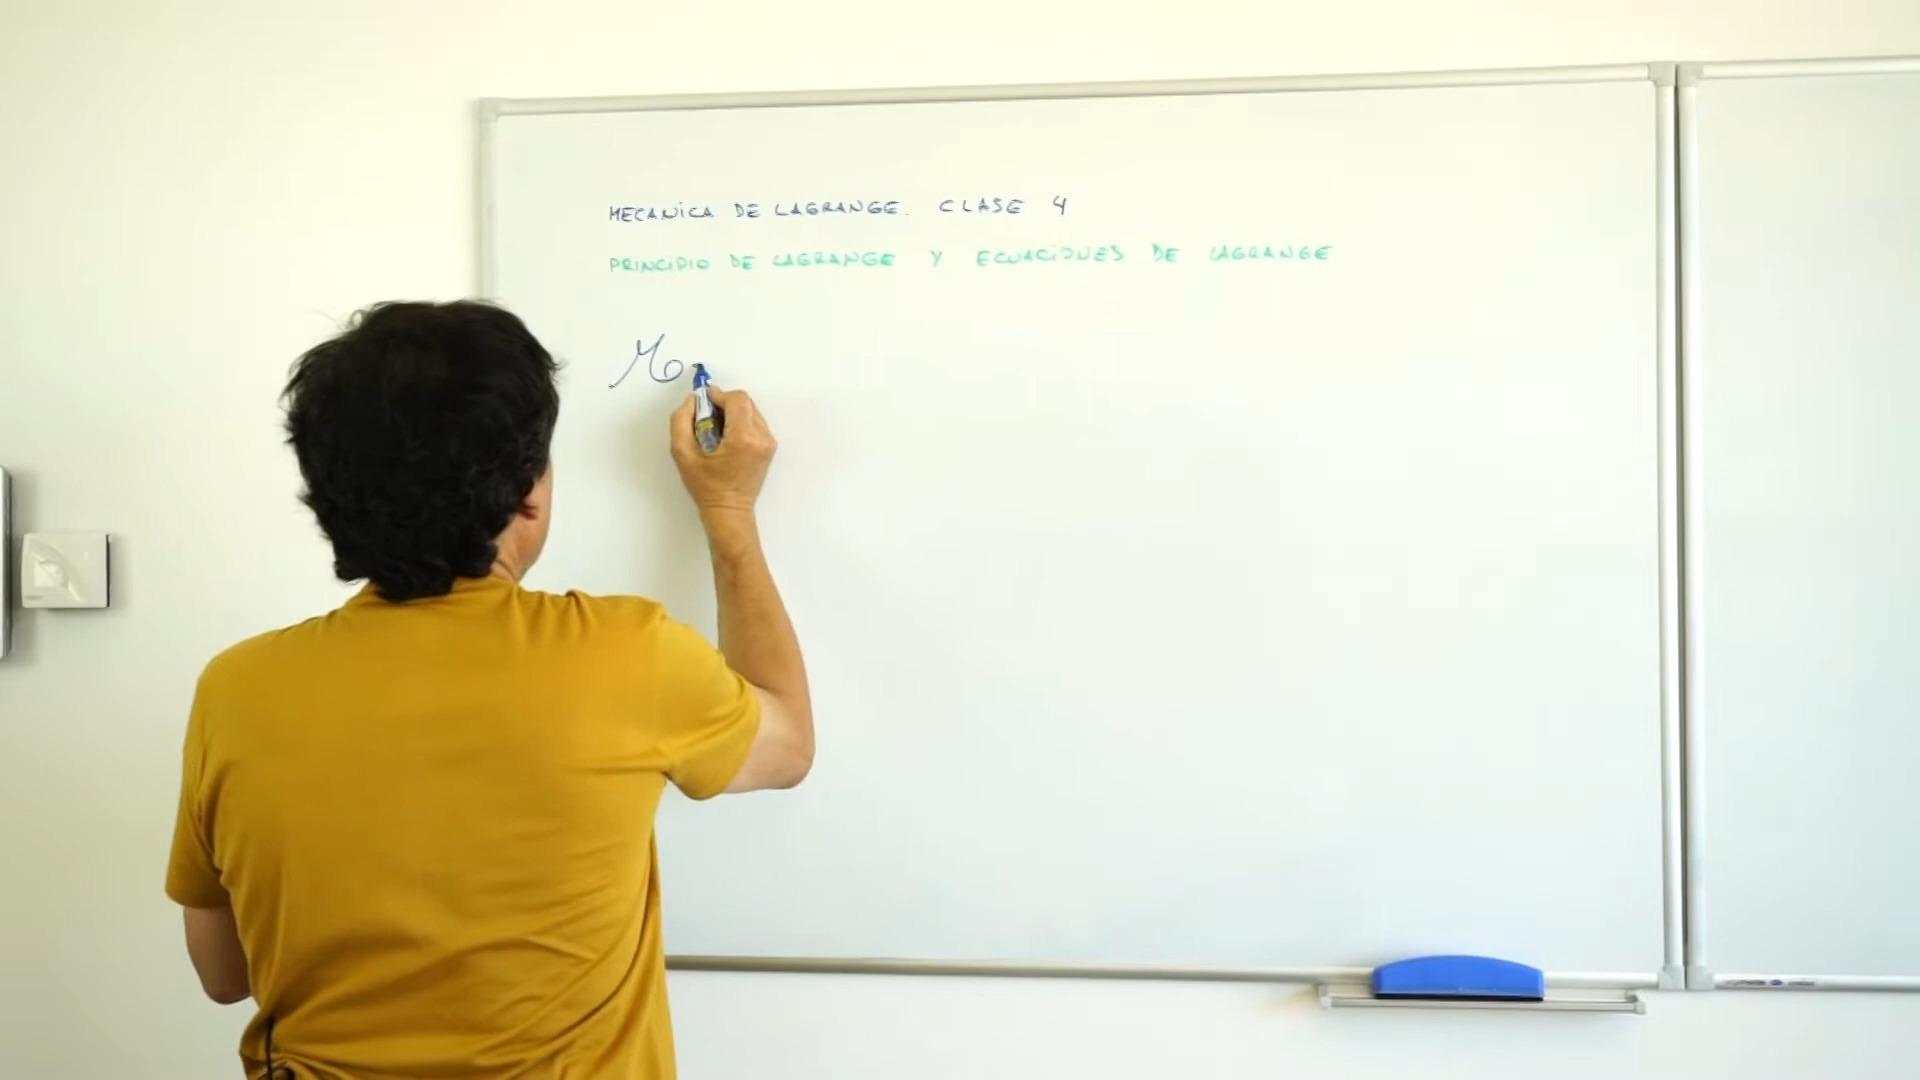 MECANICA DE LAGRANGE. CLASE 4
PRINCIPIO DE LAGRANGE Y ECUACIONES DE LAGRANGE